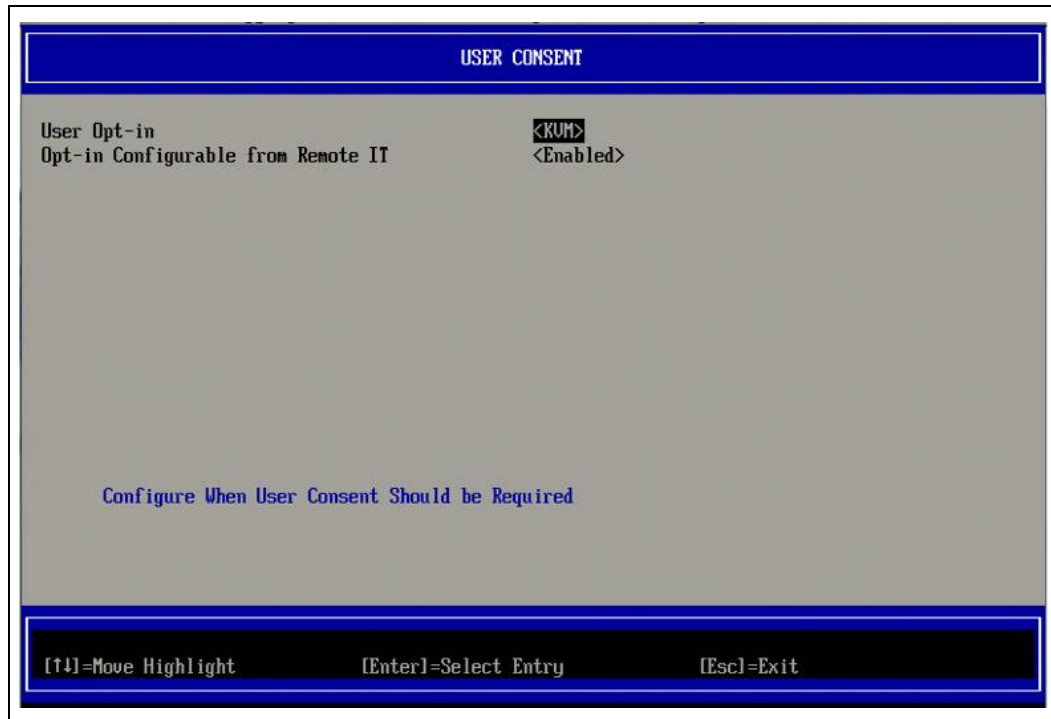 USER CONSENT
User Opt-in <KVM>
Opt-in Configurable from Remote IT <Enabled>
Configure When User Consent Should be Required
[↑↓]=Move Highlight [Enter]=Select Entry [Esc]=Exit